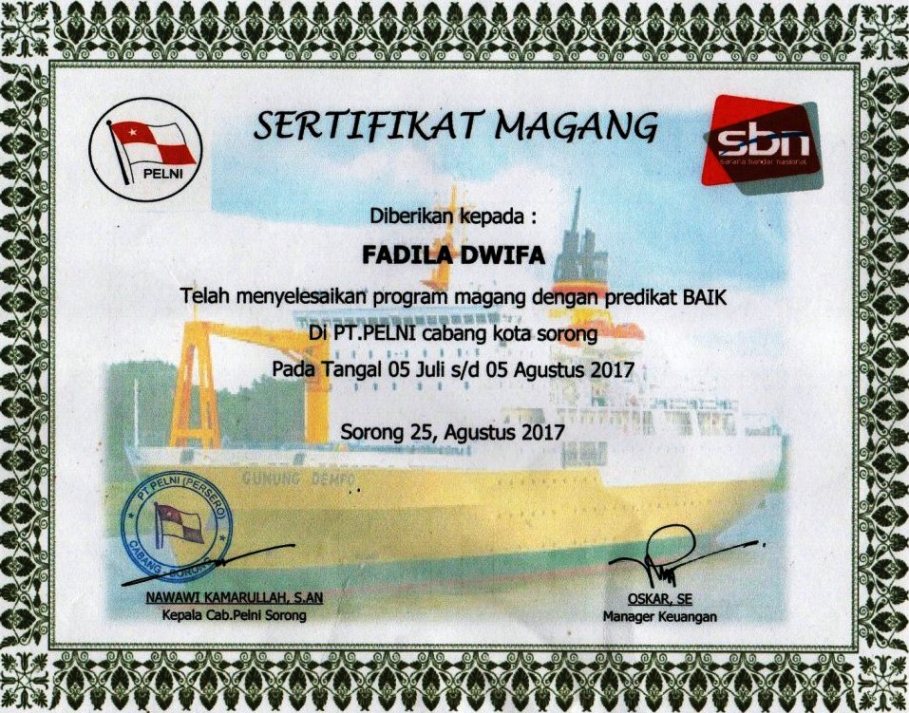 SERTIFIKAT MAGANG
PELNI
sbn
sarana bandar nasional
Diberikan kepada :
FADILA DWIFA
Telah menyelesaikan program magang dengan predikat BAIK
Di PT.PELNI cabang kota sorong
Pada Tangal 05 Juli s/d 05 Agustus 2017
Sorong 25, Agustus 2017
GUNUNG DEMPO
PT PELNI (PERSERO)
CABANG - SORONG
NAWAWI KAMARULLAH, S.AN
Kepala Cab.Pelni Sorong
OSKAR, SE
Manager Keuangan